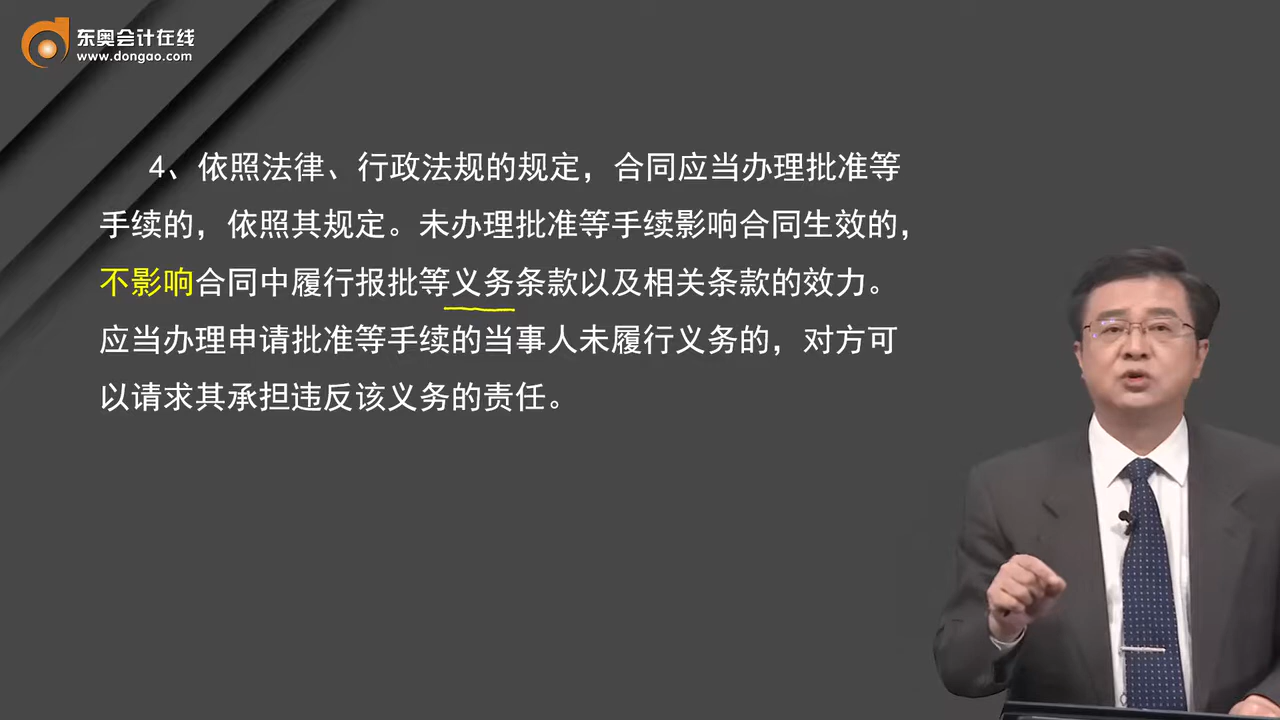 东奥会计在线
www.dongao.com
4、依照法律、行政法规的规定，合同应当办理批准等
手续的，依照其规定。未办理批准等手续影响合同生效的，
不影响合同中履行报批等义务条款以及相关条款的效力。
应当办理申请批准等手续的当事人未履行义务的，对方可
以请求其承担违反该义务的责任。